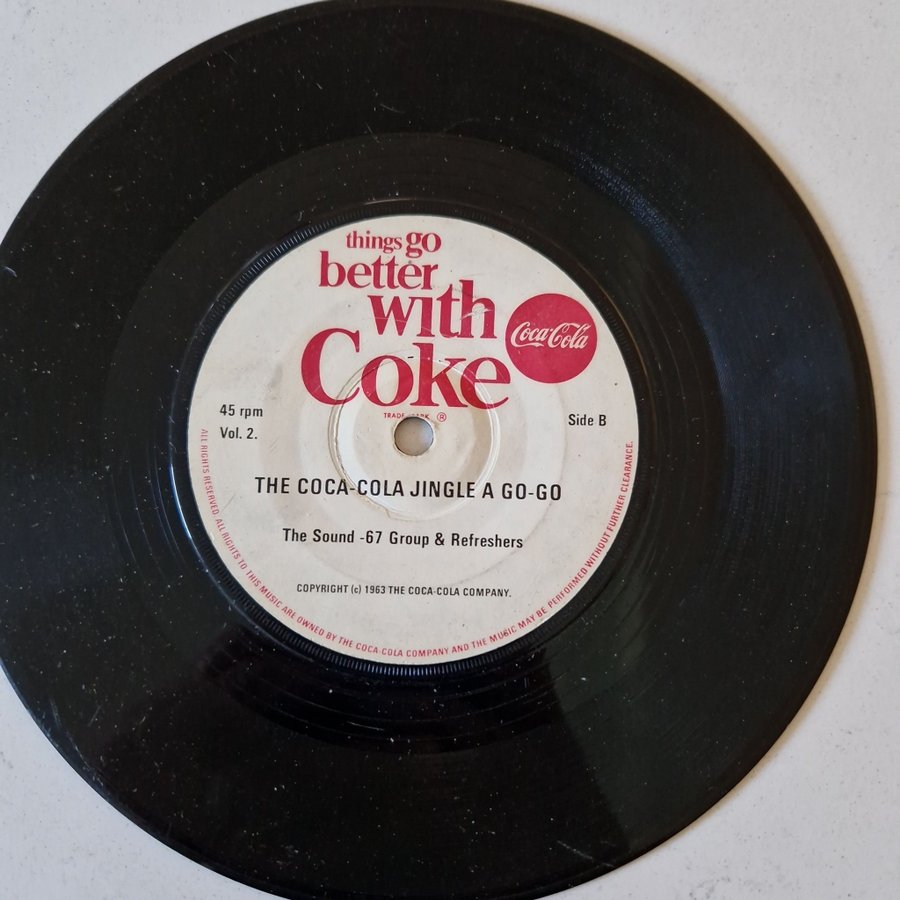 things go
better
with
Coke
Coca-Cola
TRADE MARK ®
45 rpm
Vol. 2.
Side B
THE COCA-COLA JINGLE A GO-GO
The Sound -67 Group & Refreshers
COPYRIGHT (c) 1963 THE COCA-COLA COMPANY.
ALL RIGHTS RESERVED. ALL RIGHTS TO THIS MUSIC ARE OWNED BY THE COCA-COLA COMPANY AND THE MUSIC MAY BE PERFORMED WITHOUT FURTHER CLEARANCE.